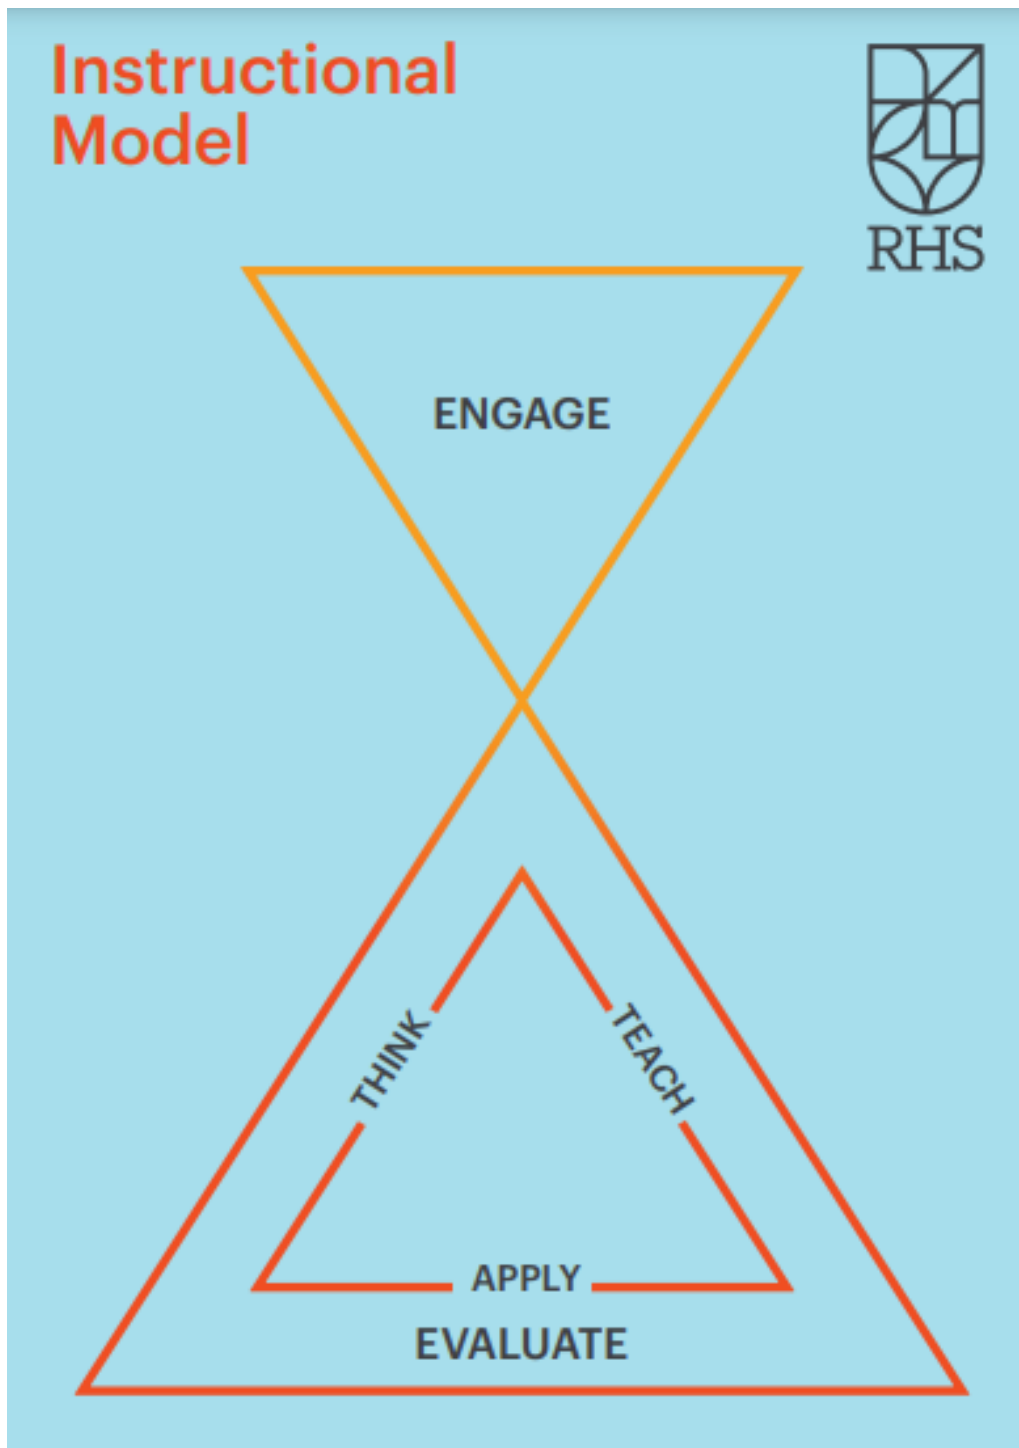 Instructional
Model
RHS
ENGAGE
THINK
TEACH
APPLY
EVALUATE